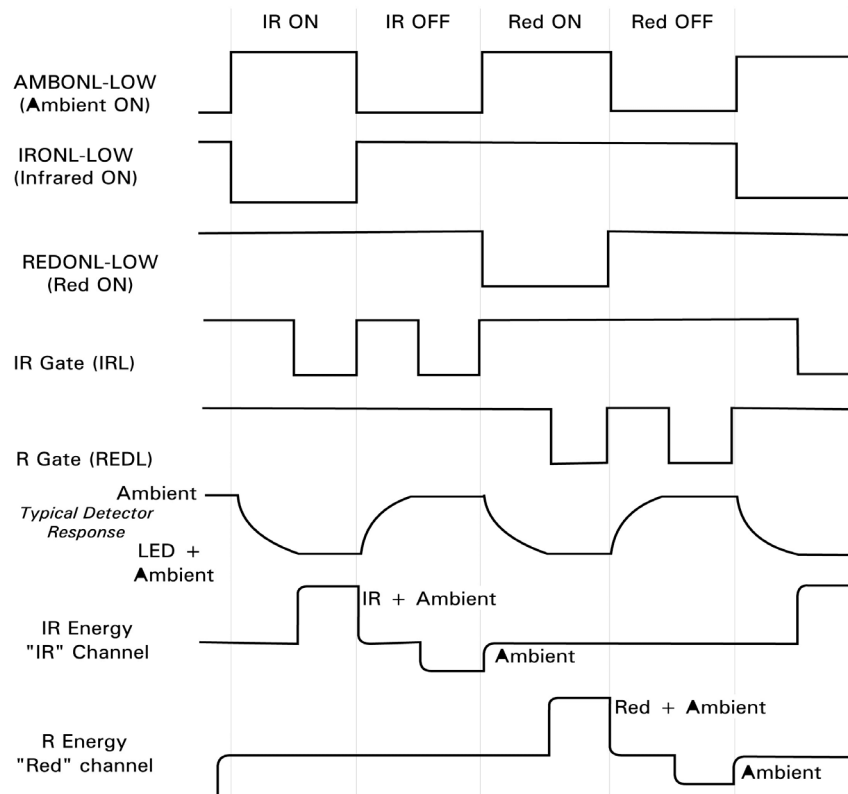 IR ON IR OFF Red ON Red OFF
AMBONL-LOW
(Ambient ON)
IRONL-LOW
(Infrared ON)
REDONL-LOW
(Red ON)
IR Gate (IRL)
R Gate (REDL)
Ambient
Typical Detector
Response
LED +
Ambient
IR + Ambient
IR Energy
"IR" Channel
Ambient
Red + Ambient
R Energy
"Red" channel
Ambient